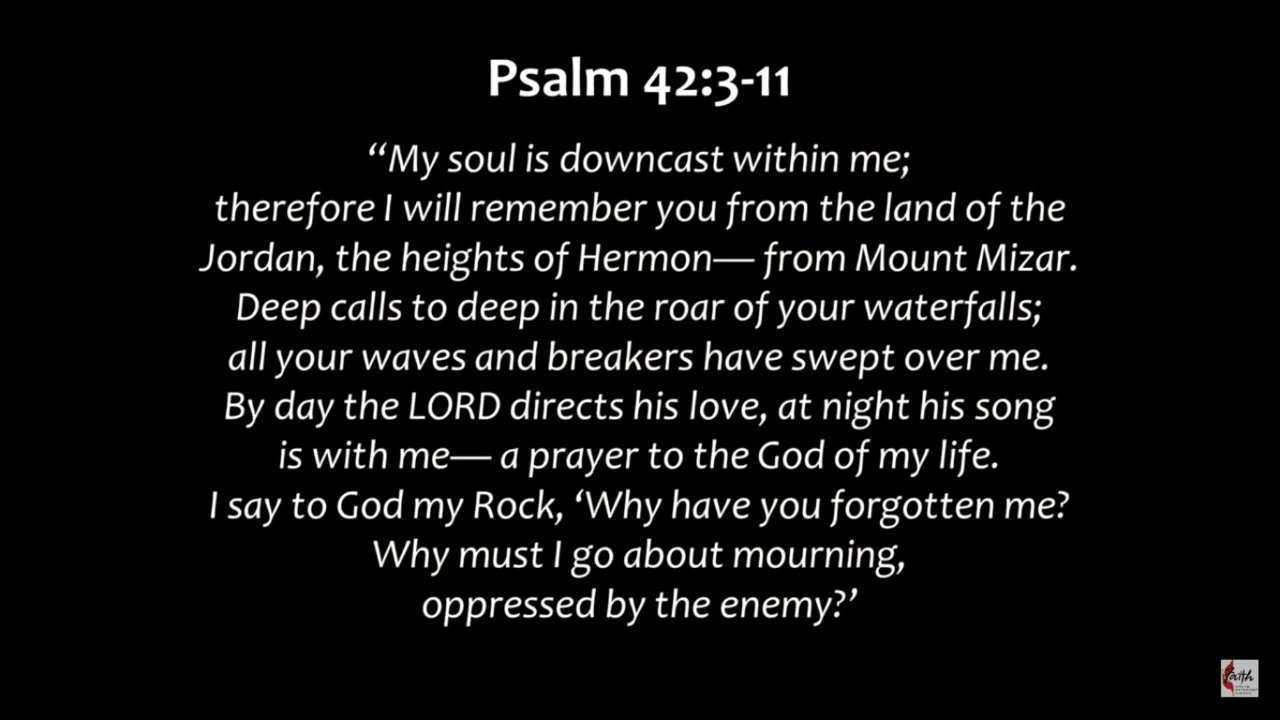 Psalm 42:3-11
“My soul is downcast within me;
therefore I will remember you from the land of the
Jordan, the heights of Hermon— from Mount Mizar.
Deep calls to deep in the roar of your waterfalls;
all your waves and breakers have swept over me.
By day the LORD directs his love, at night his song
is with me— a prayer to the God of my life.
I say to God my Rock, ‘Why have you forgotten me?
Why must I go about mourning,
oppressed by the enemy?’
faith